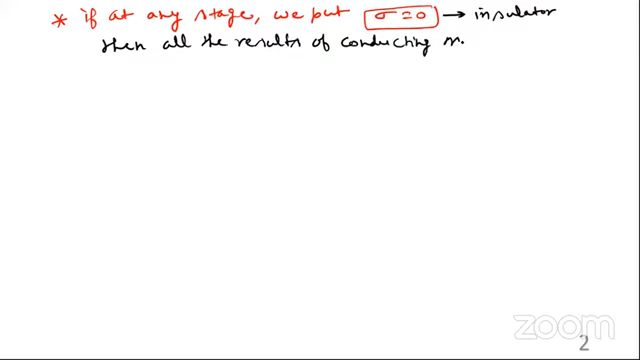 * if at any stage, we put σ = 0 → insulator
then all the results of conducting m.
zoom
2